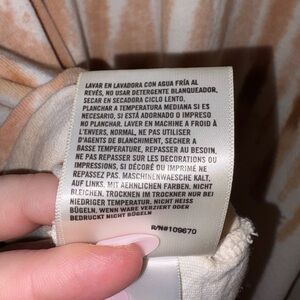 LAVAR EN LAVADORA CON AGUA FRÍA AL
REVÉS, NO USAR DETERGENTE BLANQUEADOR,
SECAR EN SECADORA CICLO LENTO,
PLANCHAR A TEMPERATURA MEDIANA SI ES
NECESARIO, SI ESTÁ ADORNADO O IMPRESO
NO PLANCHAR. LAVER EN MACHINE A FROID À
L'ENVERS, NORMAL, NE PAS UTILISER
D'AGENTS DE BLANCHIMENT, SECHER A
BASSE TEMPERATURE, REPASSER AU BESOIN,
NE PAS REPASSER SUR LES DECORATIONS OU
IMPRESSIONS, SI DÉCORÉ OU IMPRIMÉ NE
REPASSEZ PAS. MASCHINENWAESCHE KALT,
AUF LINKS, MIT AEHNLICHEN FARBEN. NICHT
BLEICHEN, TROCKNEN IM TROCKNER NUR BEI
NIEDRIGER TEMPERATUR. NICHT HEISS
BÜGELN. WENN WARE VERZIERT ODER
BEDRUCKT NICHT BÜGELN
R/N#109670